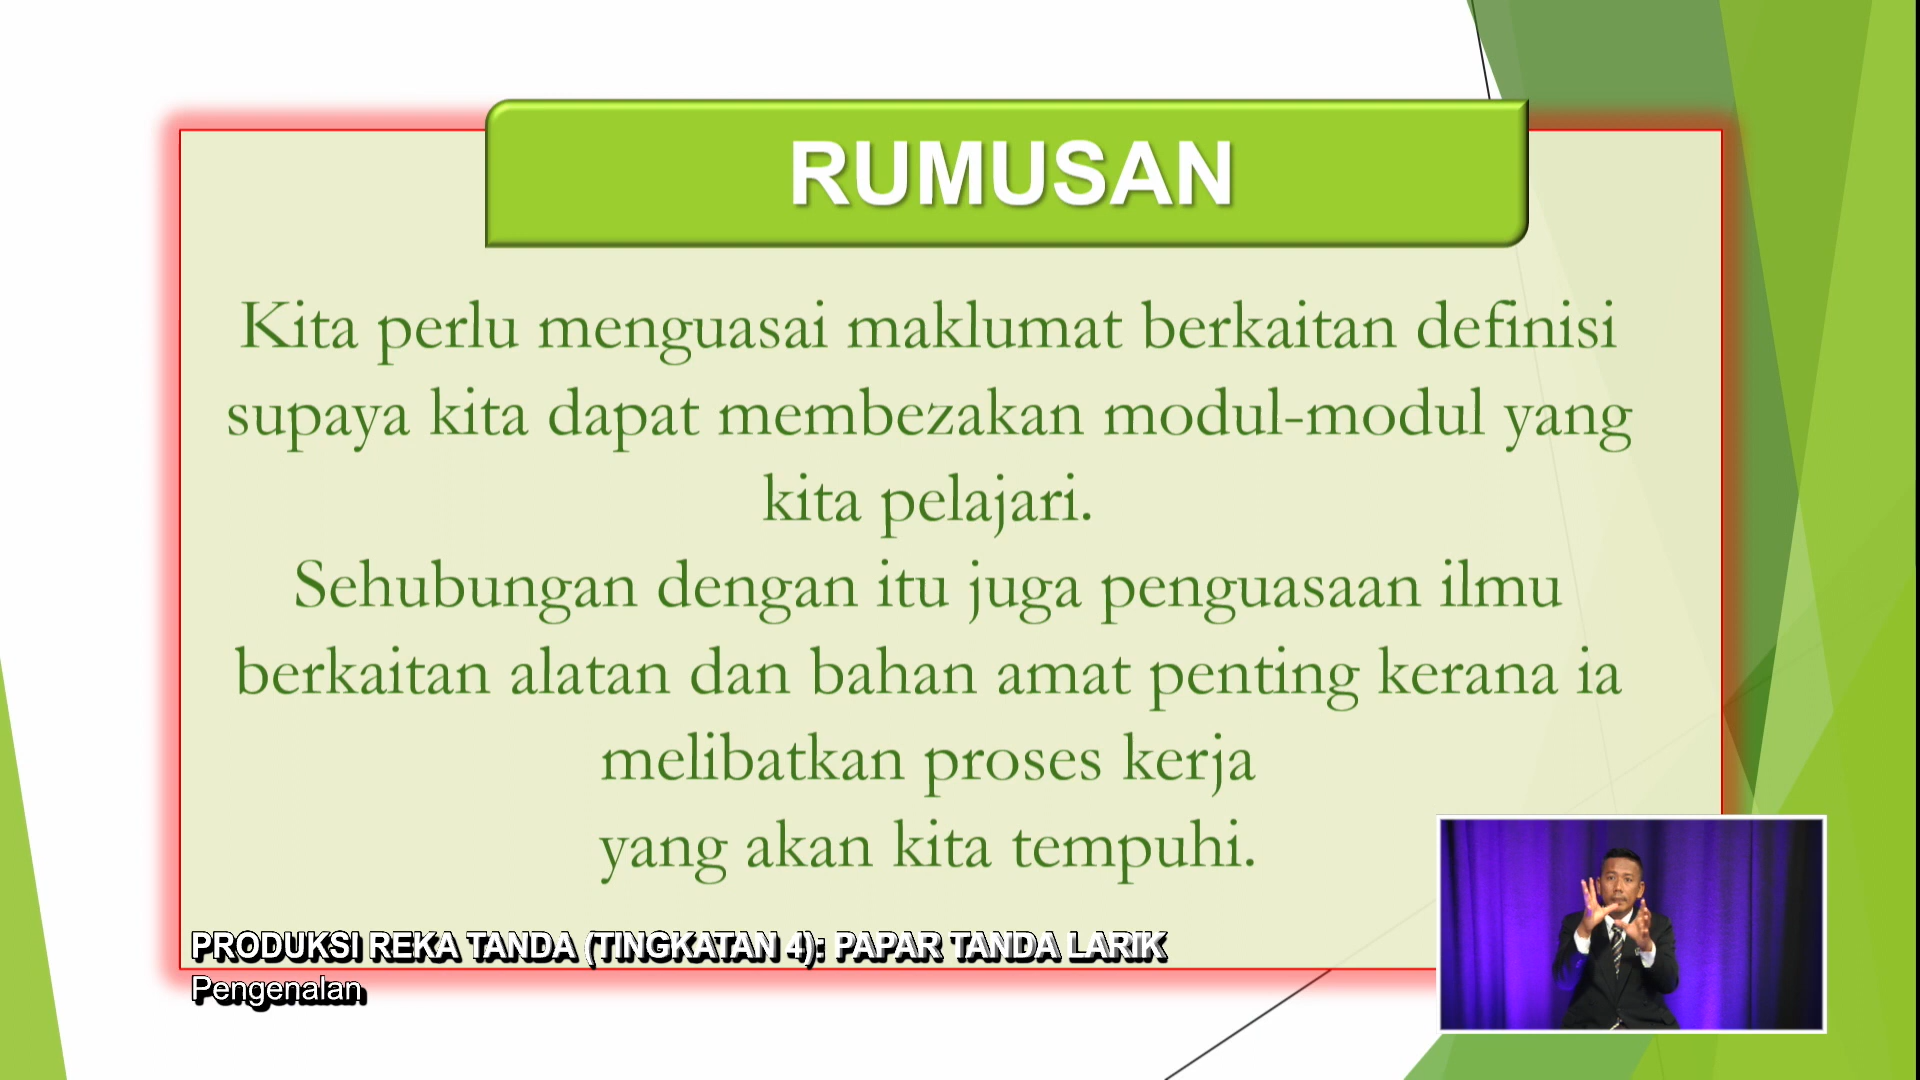 RUMUSAN
Kita perlu menguasai maklumat berkaitan definisi
supaya kita dapat membezakan modul-modul yang
kita pelajari.
Sehubungan dengan itu juga penguasaan ilmu
berkaitan alatan dan bahan amat penting kerana ia
melibatkan proses kerja
yang akan kita tempuhi.
PRODUKSI REKA TANDA (TINGKATAN 4): PAPAR TANDA LARIK
Pengenalan